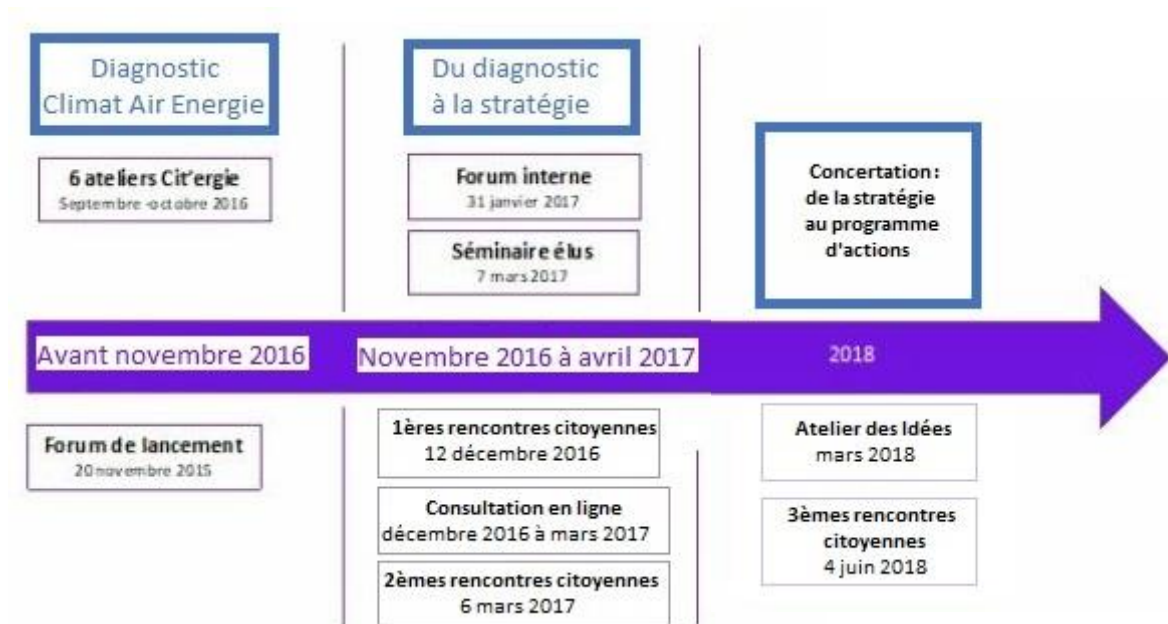 Diagnostic
Climat Air Energie
6 ateliers Cit'ergie
Septembre -octobre 2016
Du diagnostic
à la stratégie
Forum interne
31 janvier 2017
Séminaire élus
7 mars 2017
Concertation :
de la stratégie
au programme
d'actions
Avant novembre 2016
Novembre 2016 à avril 2017
2018
Forum de lancement
20 novembre 2015
1ères rencontres citoyennes
12 décembre 2016
Consultation en ligne
décembre 2016 à mars 2017
2èmes rencontres citoyennes
6 mars 2017
Atelier des Idées
mars 2018
3èmes rencontres
citoyennes
4 juin 2018